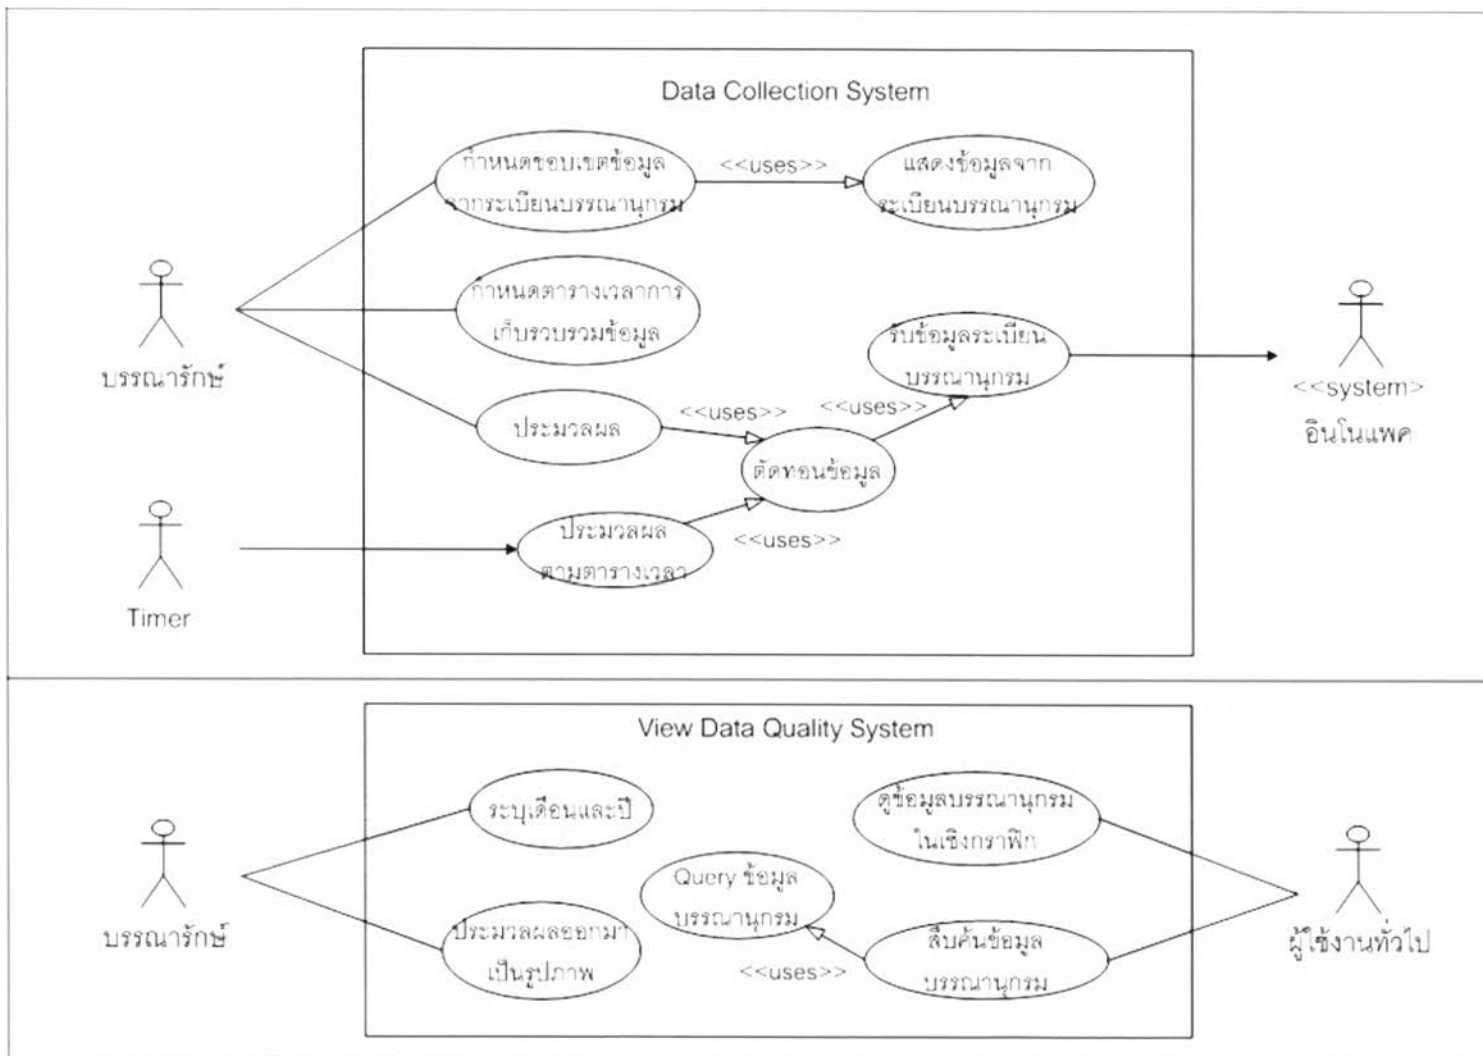 Data Collection System
กำหนดขอบเขตข้อมูล
จากระเบียนบรรณานุกรม
<<uses>>
แสดงข้อมูลจาก
ระเบียนบรรณานุกรม
บรรณารักษ์
กำหนดตารางเวลาการ
เก็บรวบรวมข้อมูล
รับข้อมูลระเบียน
บรรณานุกรม
<<system>
อินโนแพค
ประมวลผล
<<uses>>
<<uses>>
ตัดทอนข้อมูล
ประมวลผล
ตามตารางเวลา
<<uses>>
Timer
View Data Quality System
ระบุเดือนและปี
ดูข้อมูลบรรณานุกรม
ในเชิงกราฟิก
Query ข้อมูล
บรรณานุกรม
บรรณารักษ์
ประมวลผลออกมา
เป็นรูปภาพ
<<uses>>
สืบค้นข้อมูล
บรรณานุกรม
ผู้ใช้งานทั่วไป